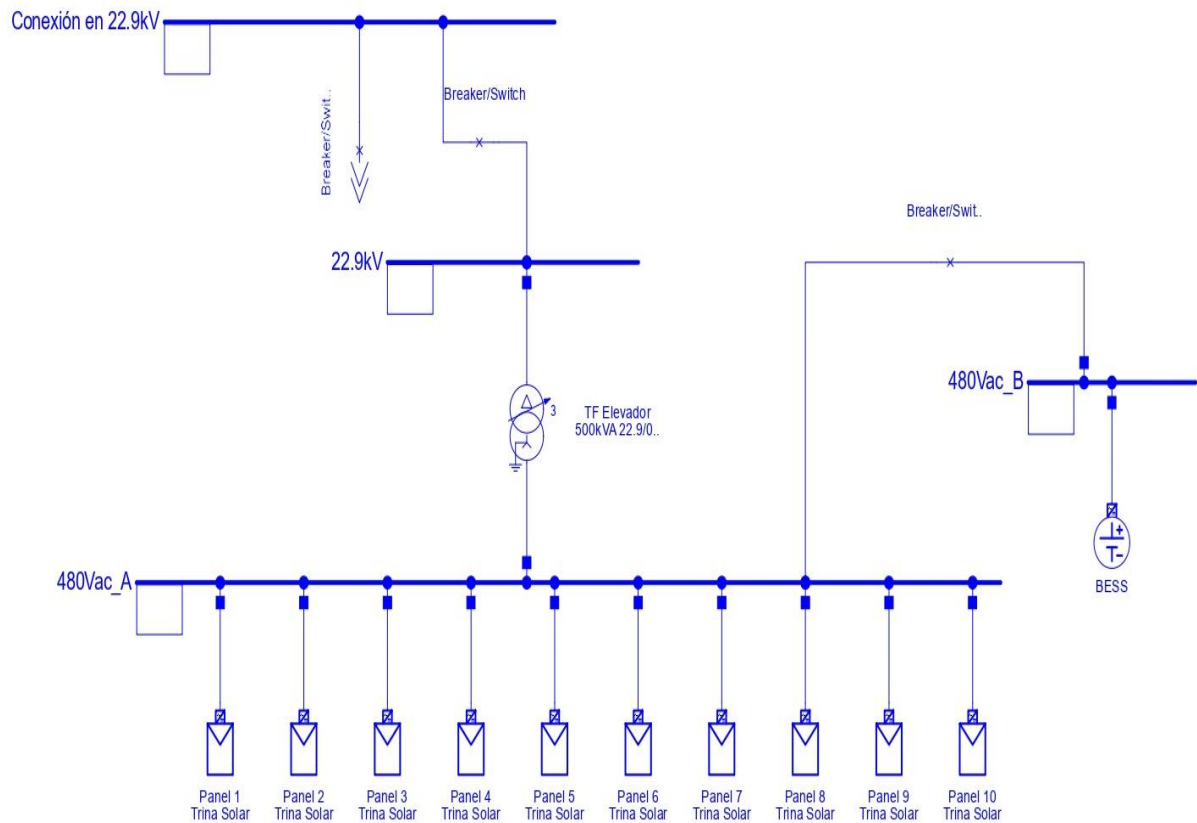 Conexión en 22.9kV
Breaker/Swit..
Breaker/Switch
Breaker/Swit..
22.9kV
480Vac_B
3
TF Elevador
500kVA 22.9/0..
BESS
480Vac_A
Panel 1
Trina Solar
Panel 2
Trina Solar
Panel 3
Trina Solar
Panel 4
Trina Solar
Panel 5
Trina Solar
Panel 6
Trina Solar
Panel 7
Trina Solar
Panel 8
Trina Solar
Panel 9
Trina Solar
Panel 10
Trina Solar